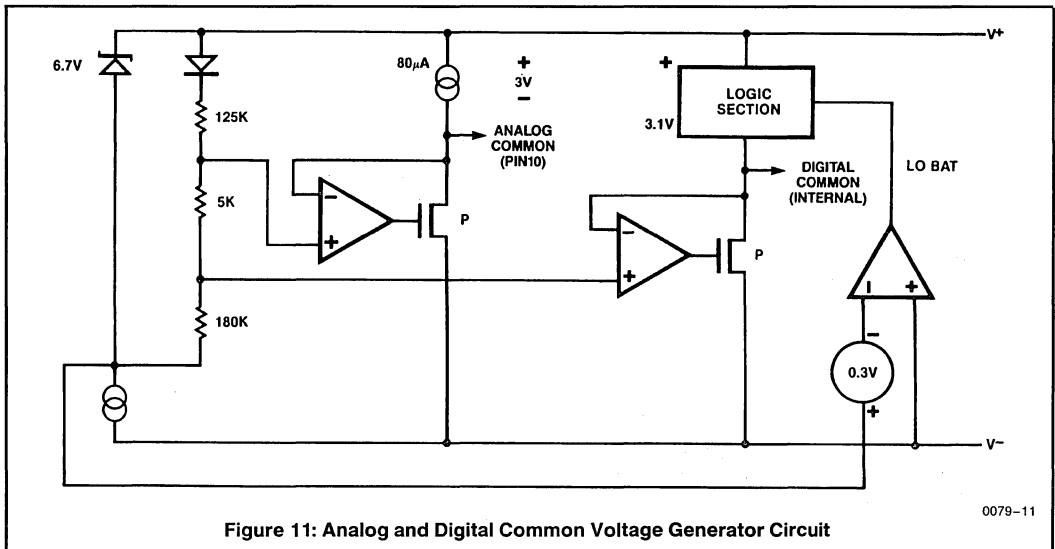 V+
6.7V
80μA
+
3V
−
+
LOGIC
SECTION
3.1V
125K
ANALOG
COMMON
(PIN10)
DIGITAL
COMMON
(INTERNAL)
LO BAT
5K
−
+
P
−
+
P
180K
−
+
−
0.3V
+
V−
0079-11
Figure 11: Analog and Digital Common Voltage Generator Circuit